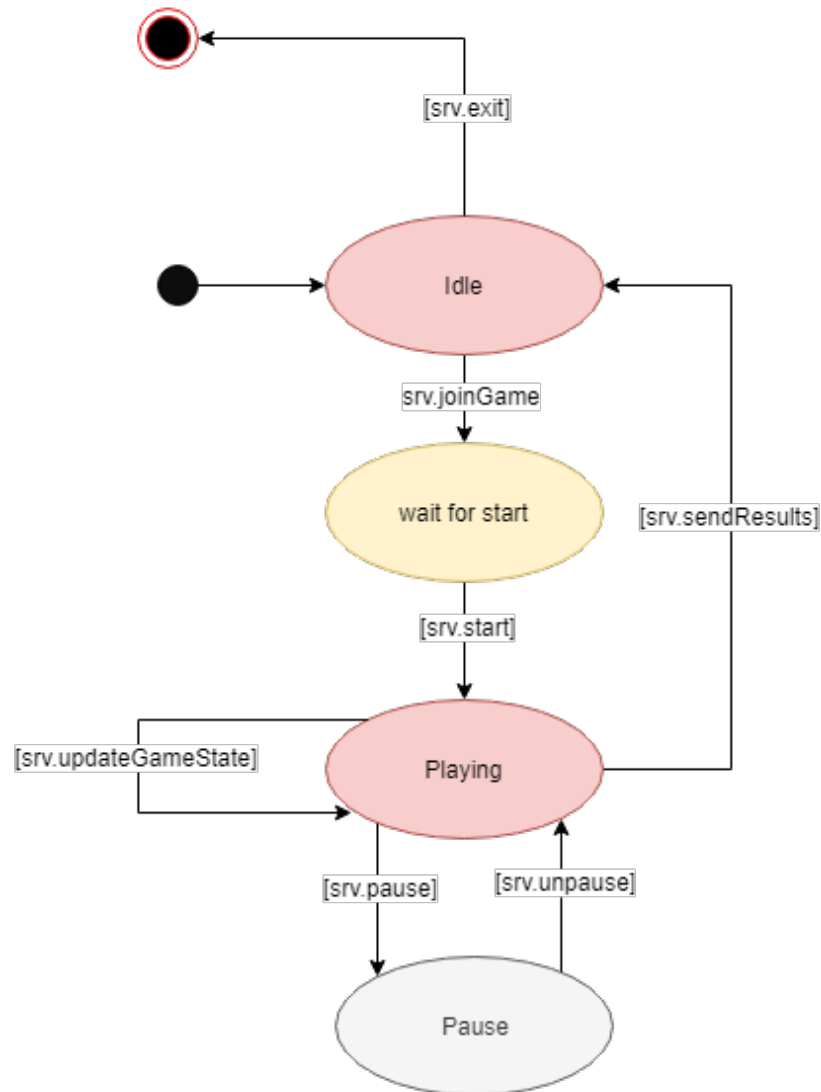 [srv.exit]
Idle
srv.joinGame
wait for start
[srv.sendResults]
[srv.start]
[srv.updateGameState]
Playing
[srv.pause]
[srv.unpause]
Pause